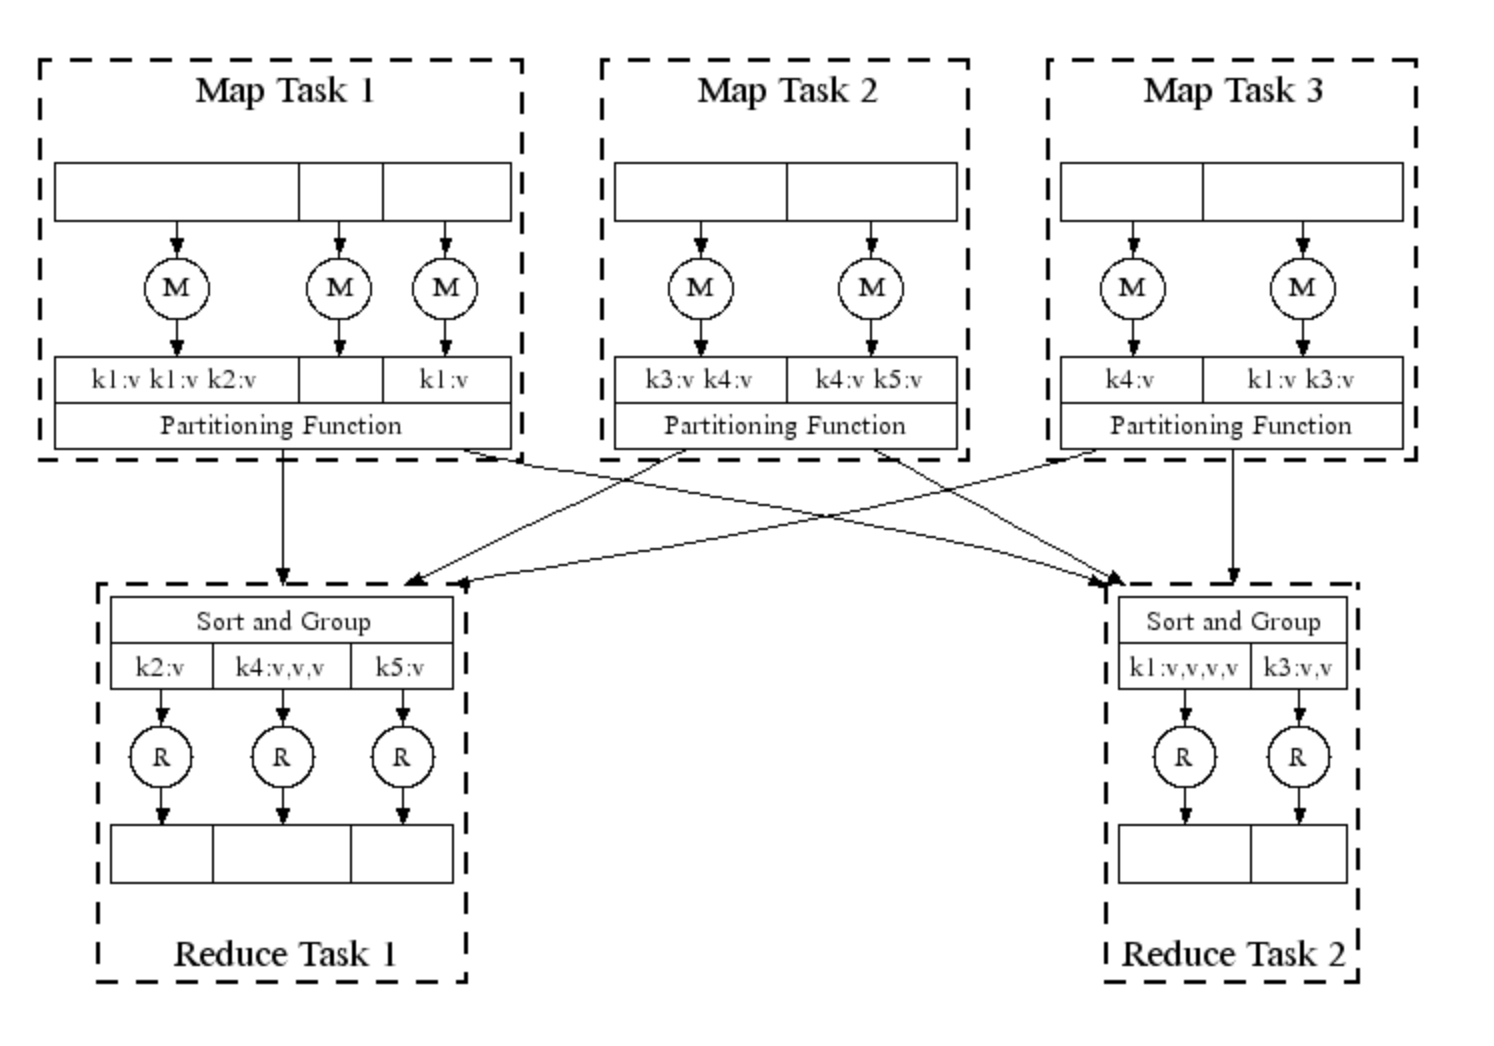 Map Task 1
Map Task 2
Map Task 3
M
M
M
M
M
M
M
k1:v k1:v k2:v
k1:v
k3:v k4:v
k4:v k5:v
k4:v
k1:v k3:v
Partitioning Function
Partitioning Function
Partitioning Function
Sort and Group
Sort and Group
k2:v
k4:v,v,v
k5:v
k1:v,v,v,v
k3:v,v
R
R
R
R
R
Reduce Task 1
Reduce Task 2